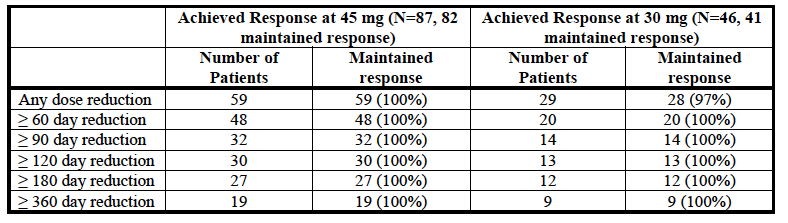 Achieved Response at 45 mg (N=87, 82 maintained response) Achieved Response at 30 mg (N=46, 41 maintained response)
Number of Patients Maintained response Number of Patients Maintained response
Any dose reduction 59 59 (100%) 29 28 (97%)
≥ 60 day reduction 48 48 (100%) 20 20 (100%)
≥ 90 day reduction 32 32 (100%) 14 14 (100%)
≥ 120 day reduction 30 30 (100%) 13 13 (100%)
≥ 180 day reduction 27 27 (100%) 12 12 (100%)
≥ 360 day reduction 19 19 (100%) 9 9 (100%)